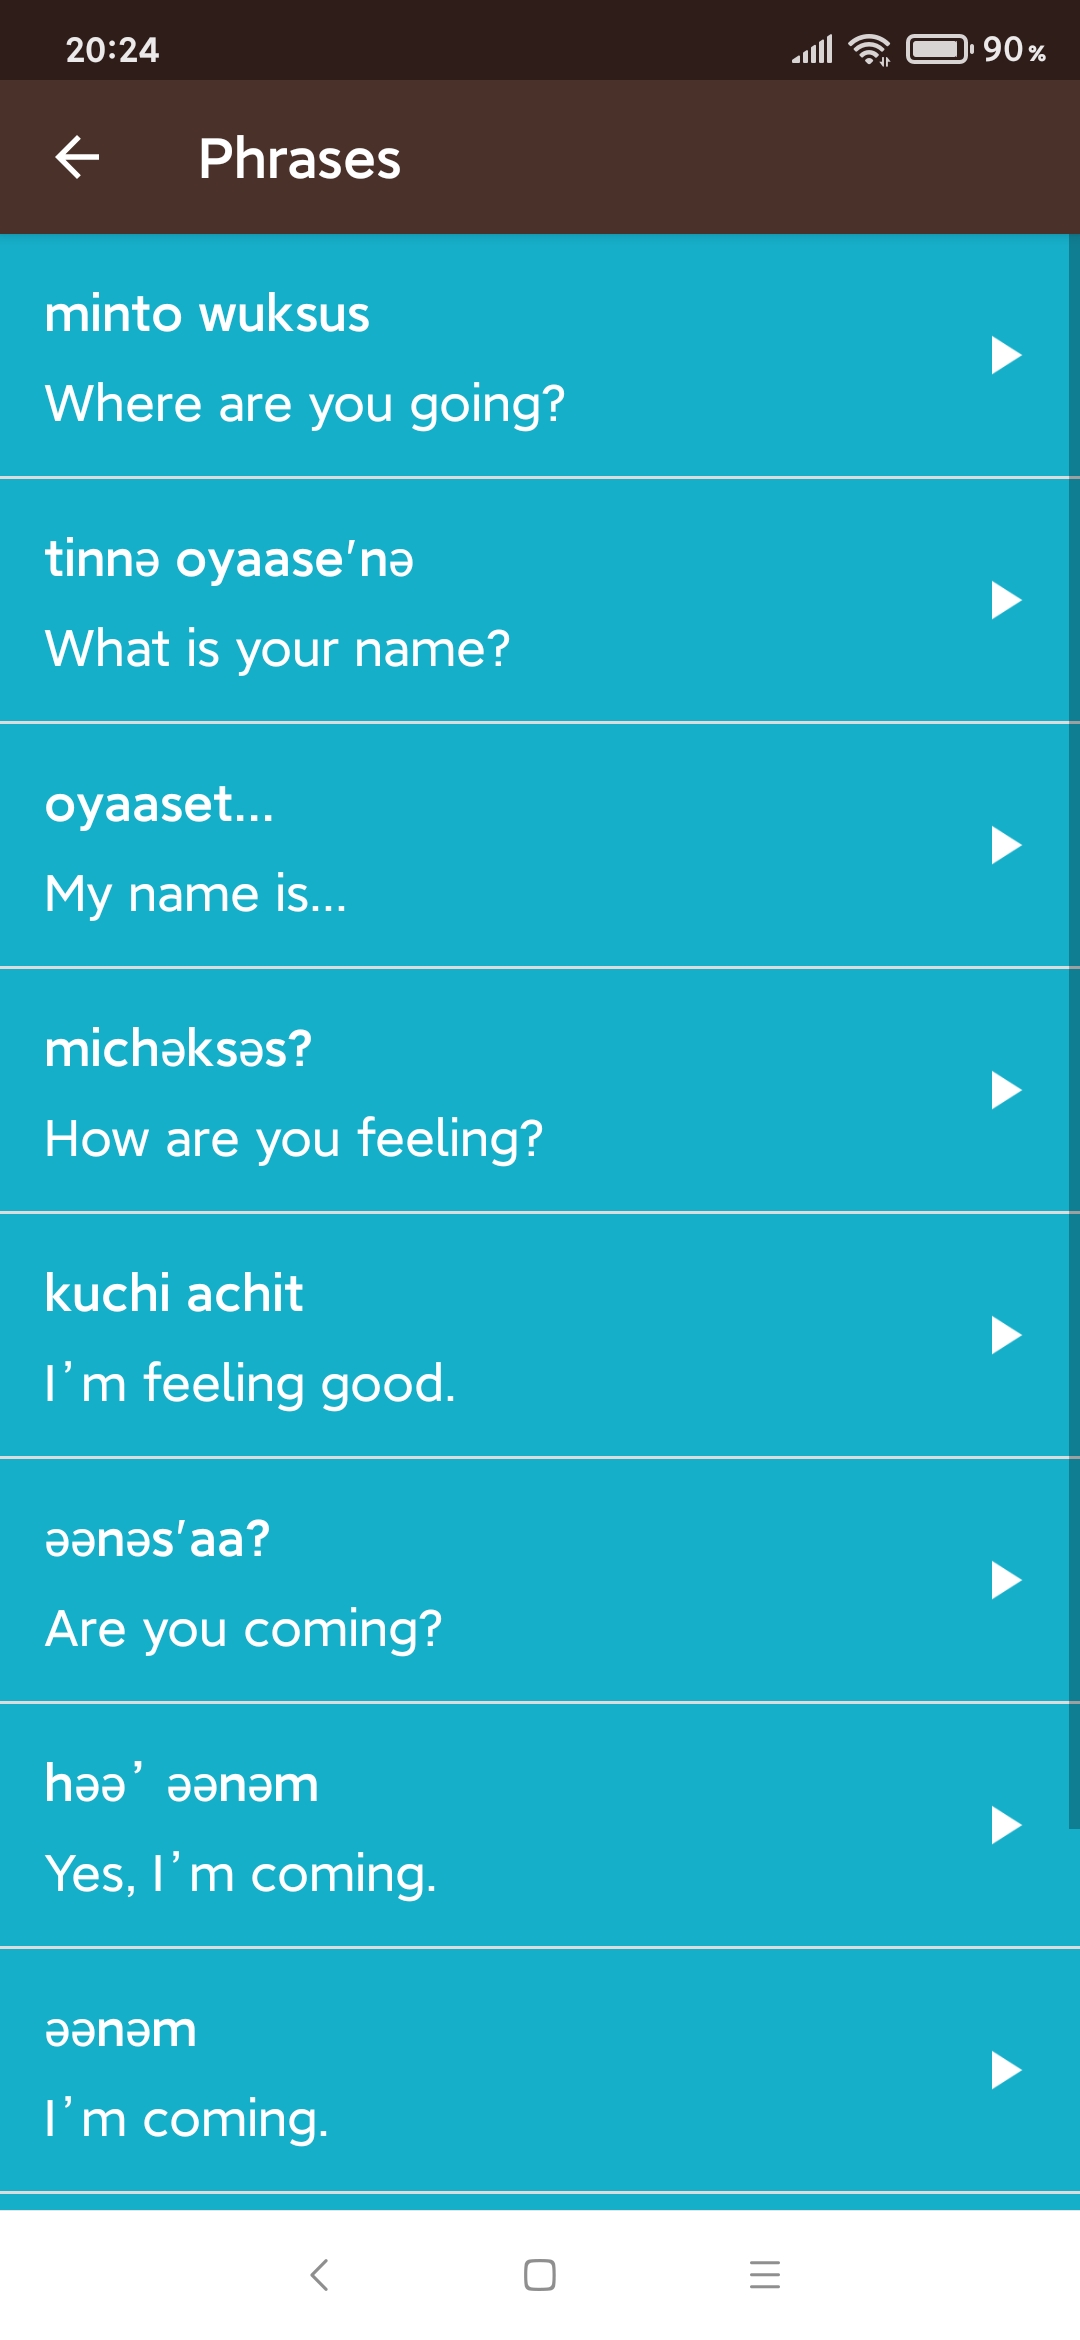 20:24
90%
Phrases
minto wuksus
Where are you going?
tinnə oyaase'nə
What is your name?
oyaaset...
My name is...
michəksəs?
How are you feeling?
kuchi achit
I’m feeling good.
əənəs'aa?
Are you coming?
həə’ əənəm
Yes, I’m coming.
əənəm
I’m coming.